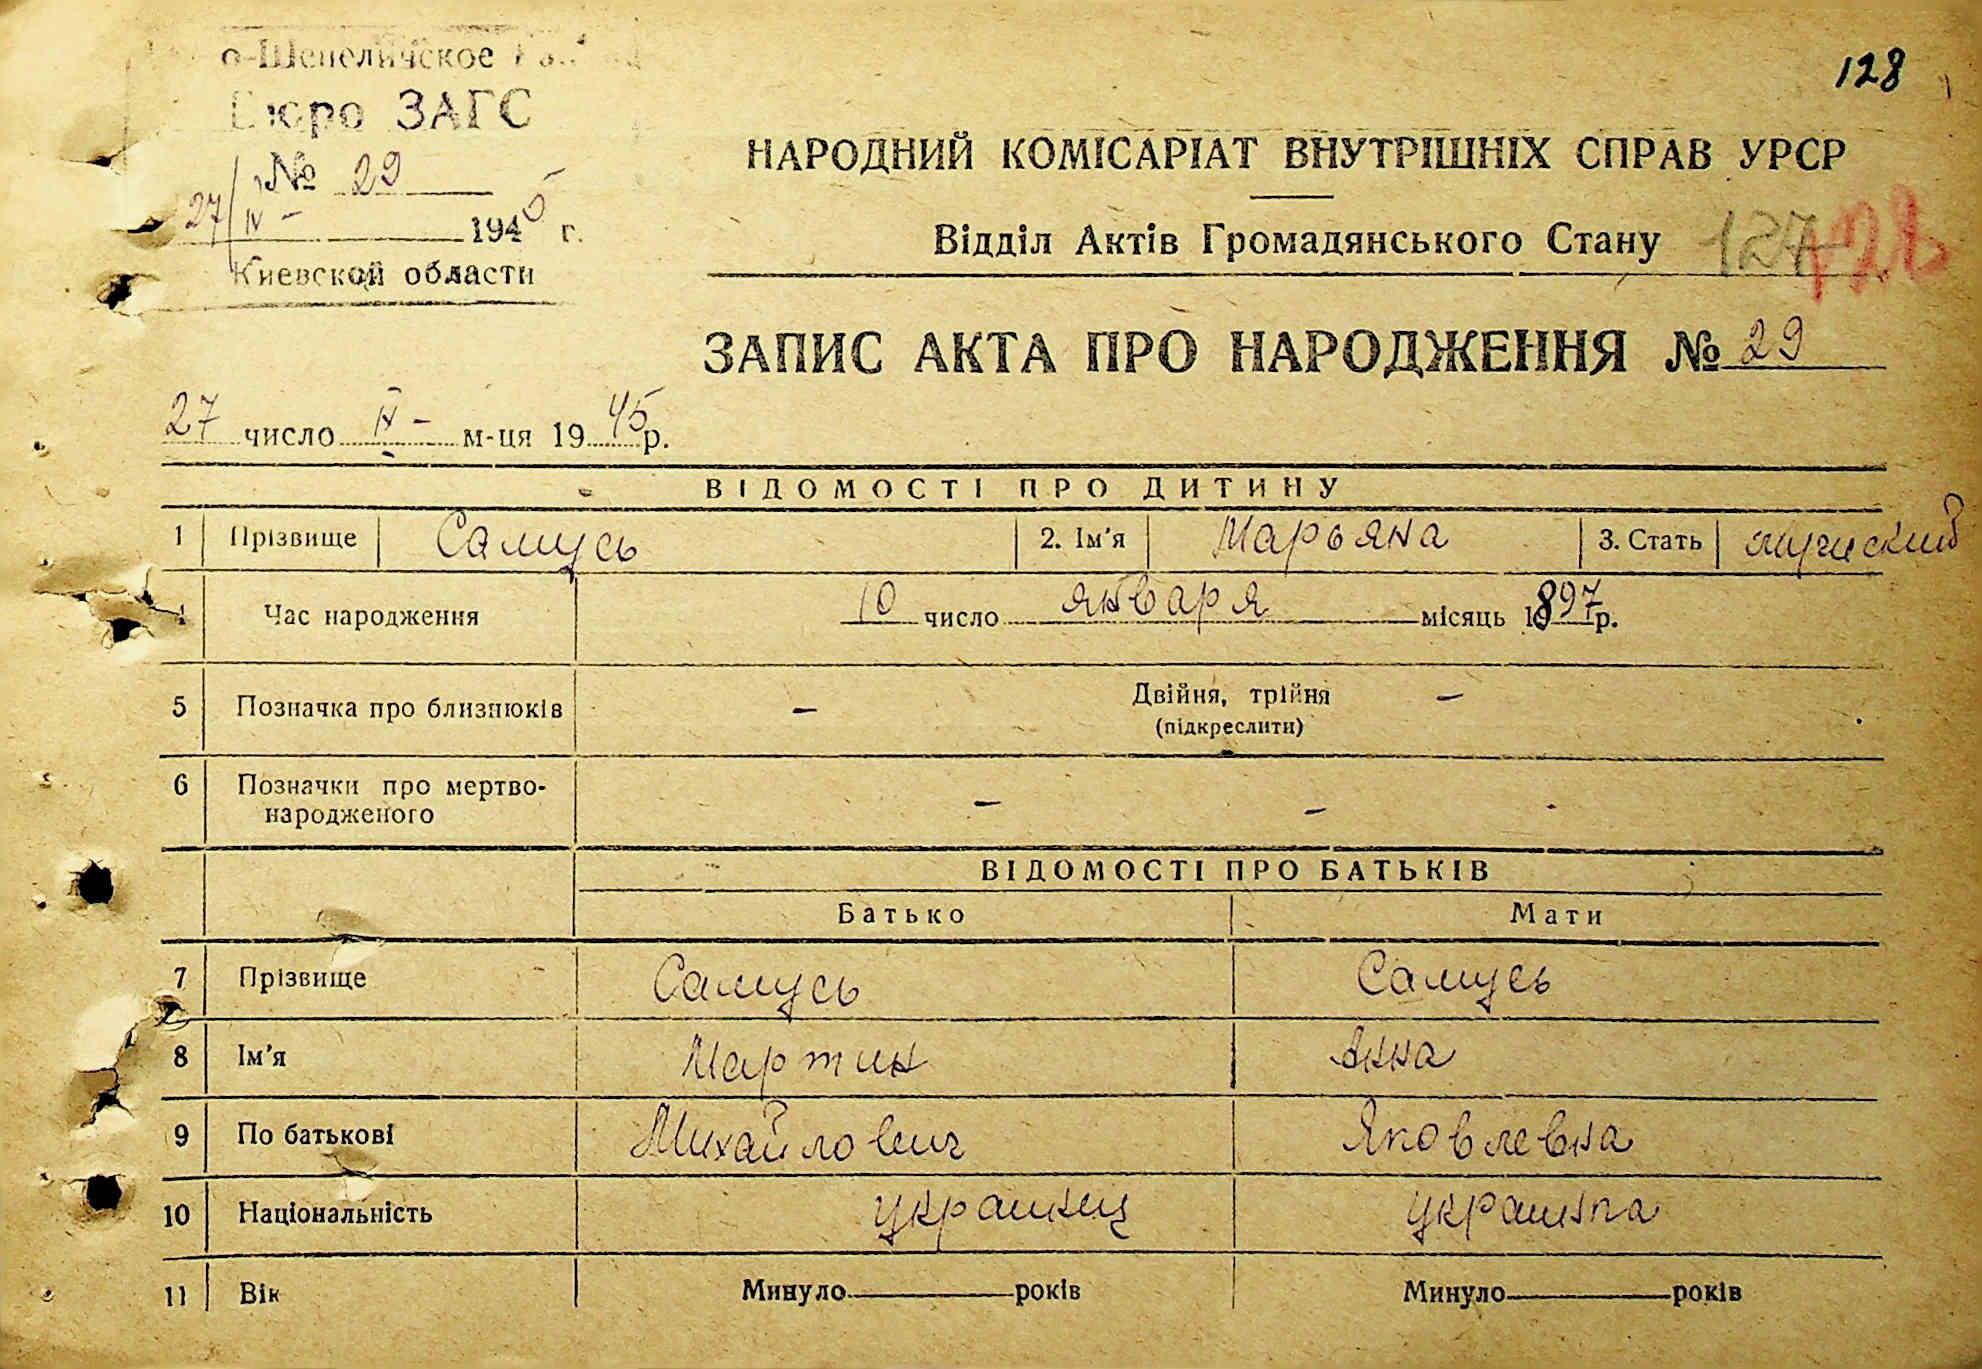 о-Шепеличское
128
Бюро ЗАГС
№ 29
27/IV - 1945 г.
Киевской области
НАРОДНИЙ КОМІСАРІАТ ВНУТРІШНІХ СПРАВ УРСР
Відділ Актів Громадянського Стану 127 128
ЗАПИС АКТА ПРО НАРОДЖЕННЯ № 29
27 число IV - м-ця 1945 р.
ВІДОМОСТІ ПРО ДИТИНУ
1 Прізвище Самусь 2. Ім'я Марьяна 3. Стать мужский
4 Час народження 10 число января місяць 1897 р.
5 Позначка про близнюків - Двійня, трійня -
(підкреслити)
6 Позначки про мертво-
народженого - -
ВІДОМОСТІ ПРО БАТЬКІВ
Батько Мати
7 Прізвище Самусь Самусь
8 Ім'я Мартин Анна
9 По батькові Михайлович Яковлевна
10 Національність украинец украинка
11 Вік Минуло років Минуло років